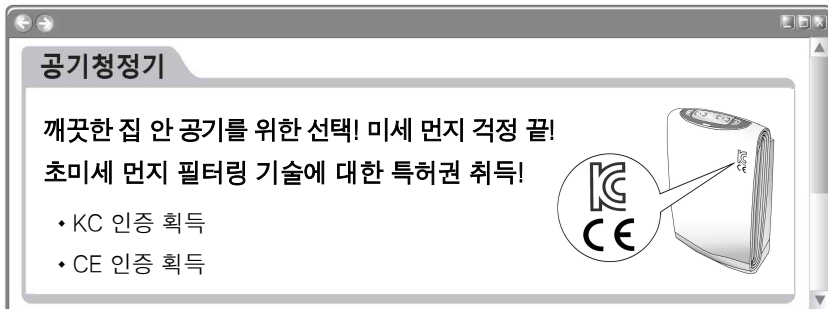 공기청정기
깨끗한 집 안 공기를 위한 선택! 미세 먼지 걱정 끝!
초미세 먼지 필터링 기술에 대한 특허권 취득!
• KC 인증 획득
• CE 인증 획득
KC
CE